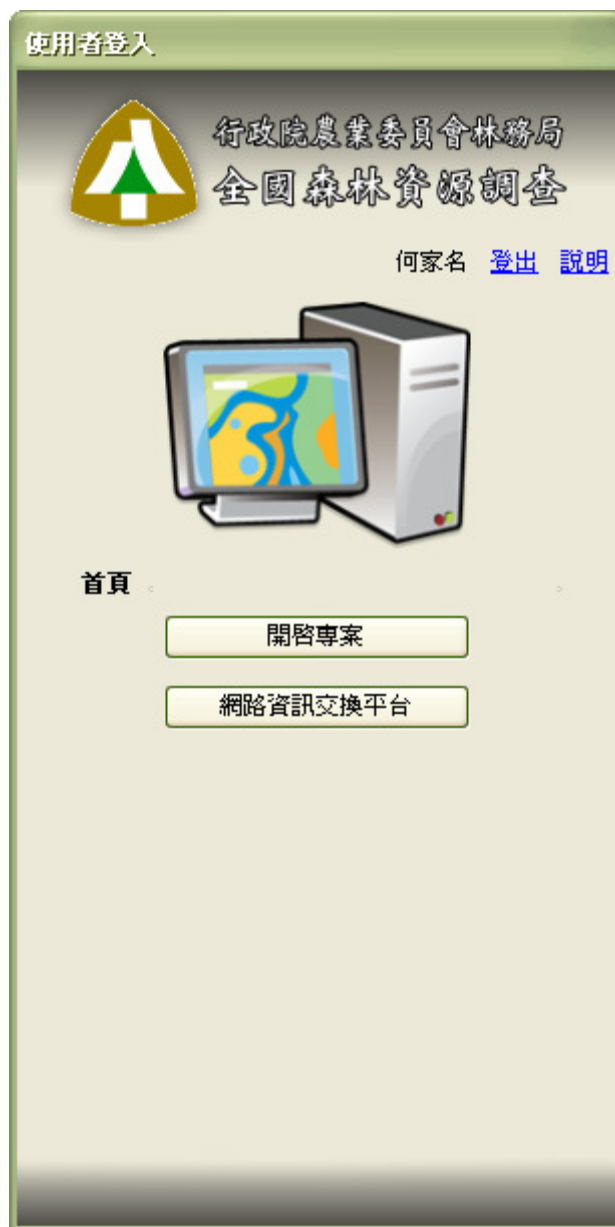 使用者登入
行政院農業委員會林務局
全國森林資源調查
何家名 登出 說明
首頁
開啓專案
網路資訊交換平台